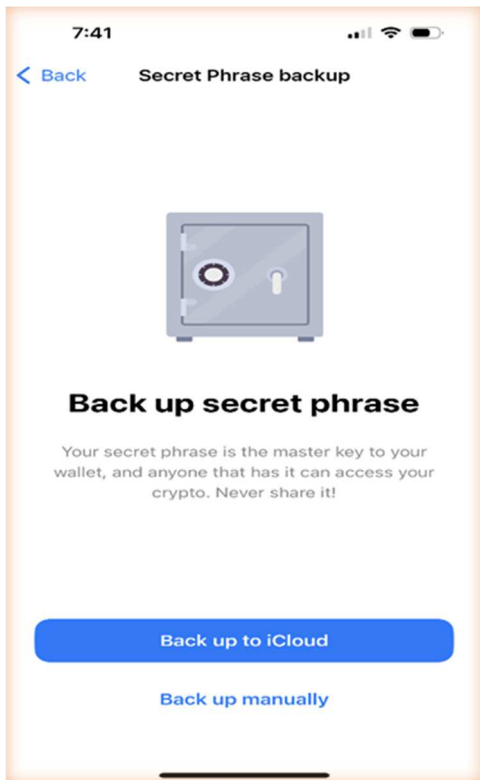 7:41
Back
Secret Phrase backup
Back up secret phrase
Your secret phrase is the master key to your
wallet, and anyone that has it can access your
crypto. Never share it!
Back up to iCloud
Back up manually